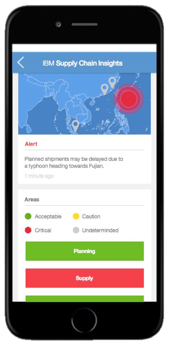 IBM Supply Chain Insights
Alert
Planned shipments may be delayed due to
a typhoon heading towards Fujian.
1 minute ago
Areas
Acceptable
Caution
Critical
Undeterminded
Planning
Supply